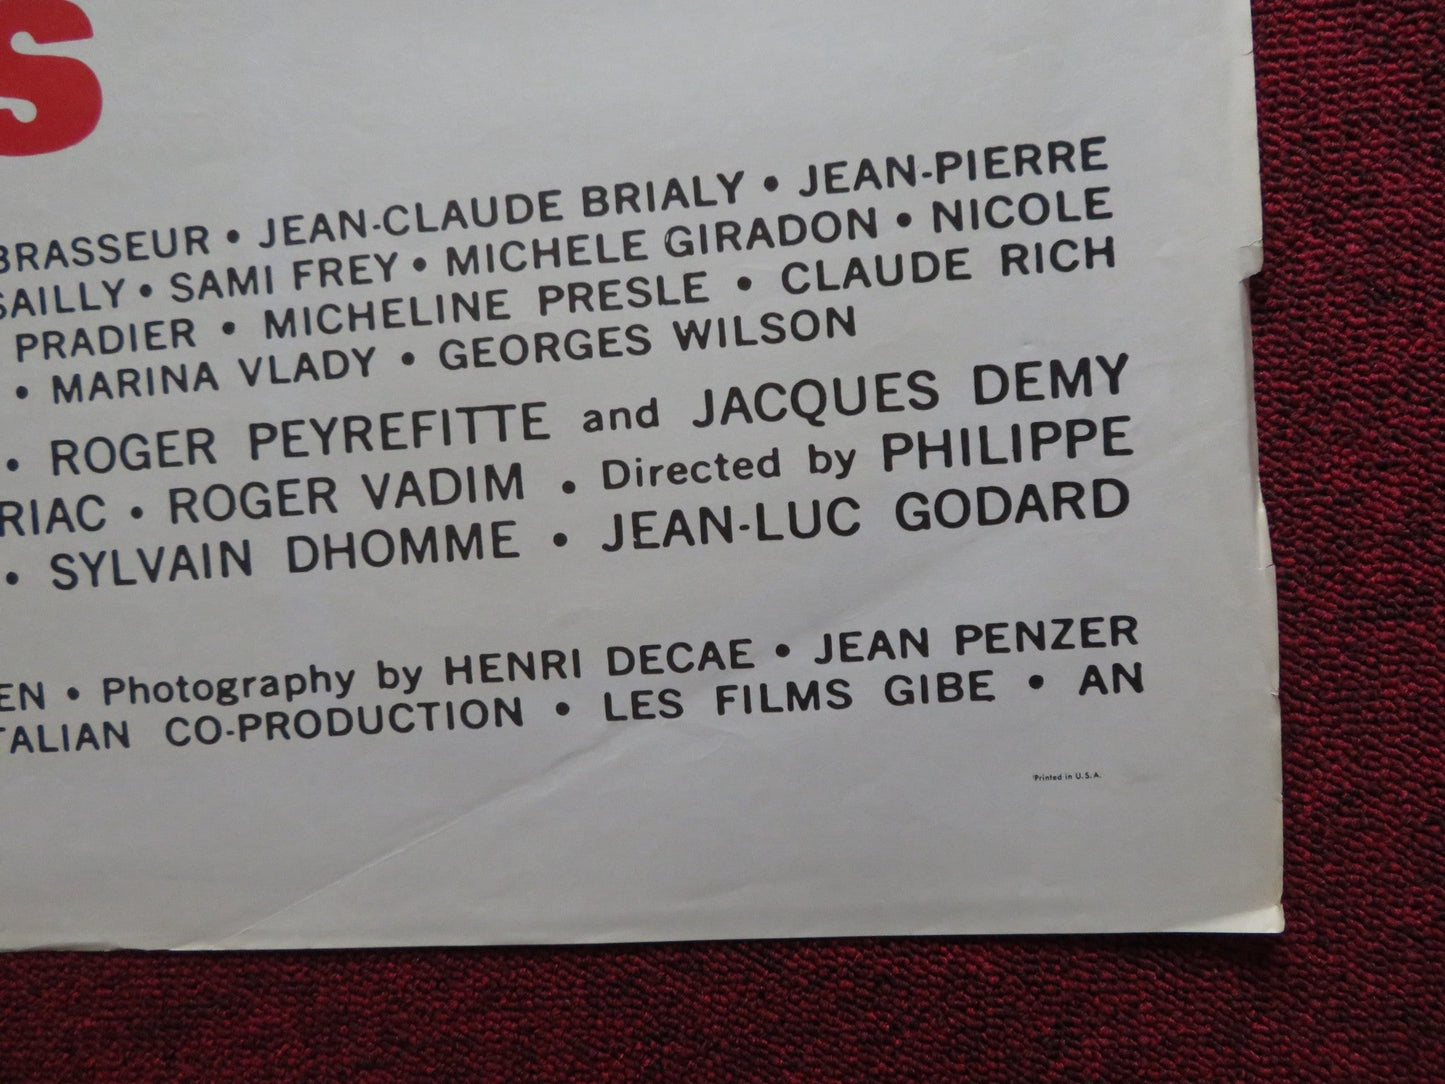 S
BRASSEUR • JEAN-CLAUDE BRIALY • JEAN-PIERRE
SAILLY • SAMI FREY • MICHELE GIRADON • NICOLE
PRADIER • MICHELINE PRESLE • CLAUDE RICH
• MARINA VLADY • GEORGES WILSON
• ROGER PEYREFITTE and JACQUES DEMY
RIAC • ROGER VADIM • Directed by PHILIPPE
• SYLVAIN DHOMME • JEAN-LUC GODARD
EN • Photography by HENRI DECAE • JEAN PENZER
TALIAN CO-PRODUCTION • LES FILMS GIBE • AN
Printed in U.S.A.